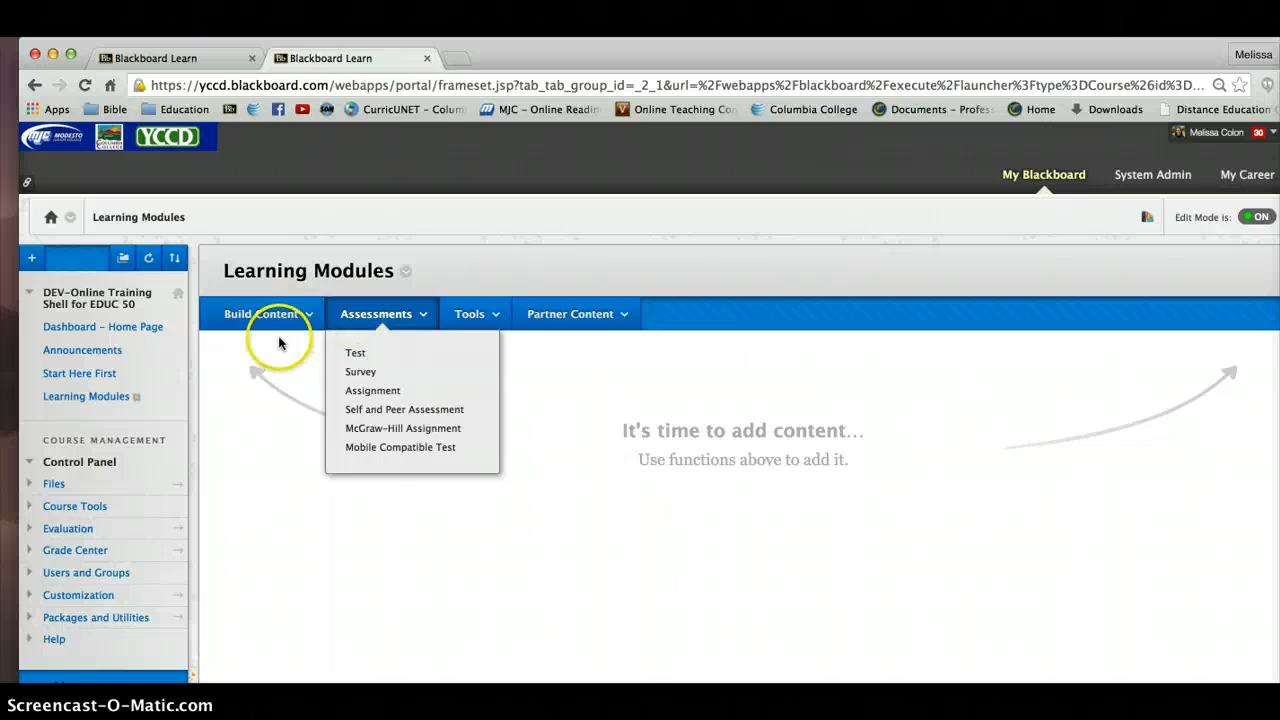 Blackboard Learn
Blackboard Learn
Melissa
https://yccd.blackboard.com/webapps/portal/frameset.jsp?tab_tab_group_id=_2_1&url=%2Fwebapps%2Fblackboard%2Fexecute%2Flauncher%3Ftype%3DCourse%26id%3D...
Apps Bible Education Bb CurricUNET - Colum MJC - Online Readin Online Teaching Con Columbia College Documents - Profes Home Downloads Distance Education
MJC MODESTO YCCD
Melissa Colon 30
My Blackboard System Admin My Career
Learning Modules
Edit Mode is: ON
DEV-Online Training
Shell for EDUC 50
Dashboard - Home Page
Announcements
Start Here First
Learning Modules
COURSE MANAGEMENT
Control Panel
Files
Course Tools
Evaluation
Grade Center
Users and Groups
Customization
Packages and Utilities
Help
Learning Modules
Build Content Assessments Tools Partner Content
Test
Survey
Assignment
Self and Peer Assessment
McGraw-Hill Assignment
Mobile Compatible Test
It's time to add content...
Use functions above to add it.
Screencast-O-Matic.com